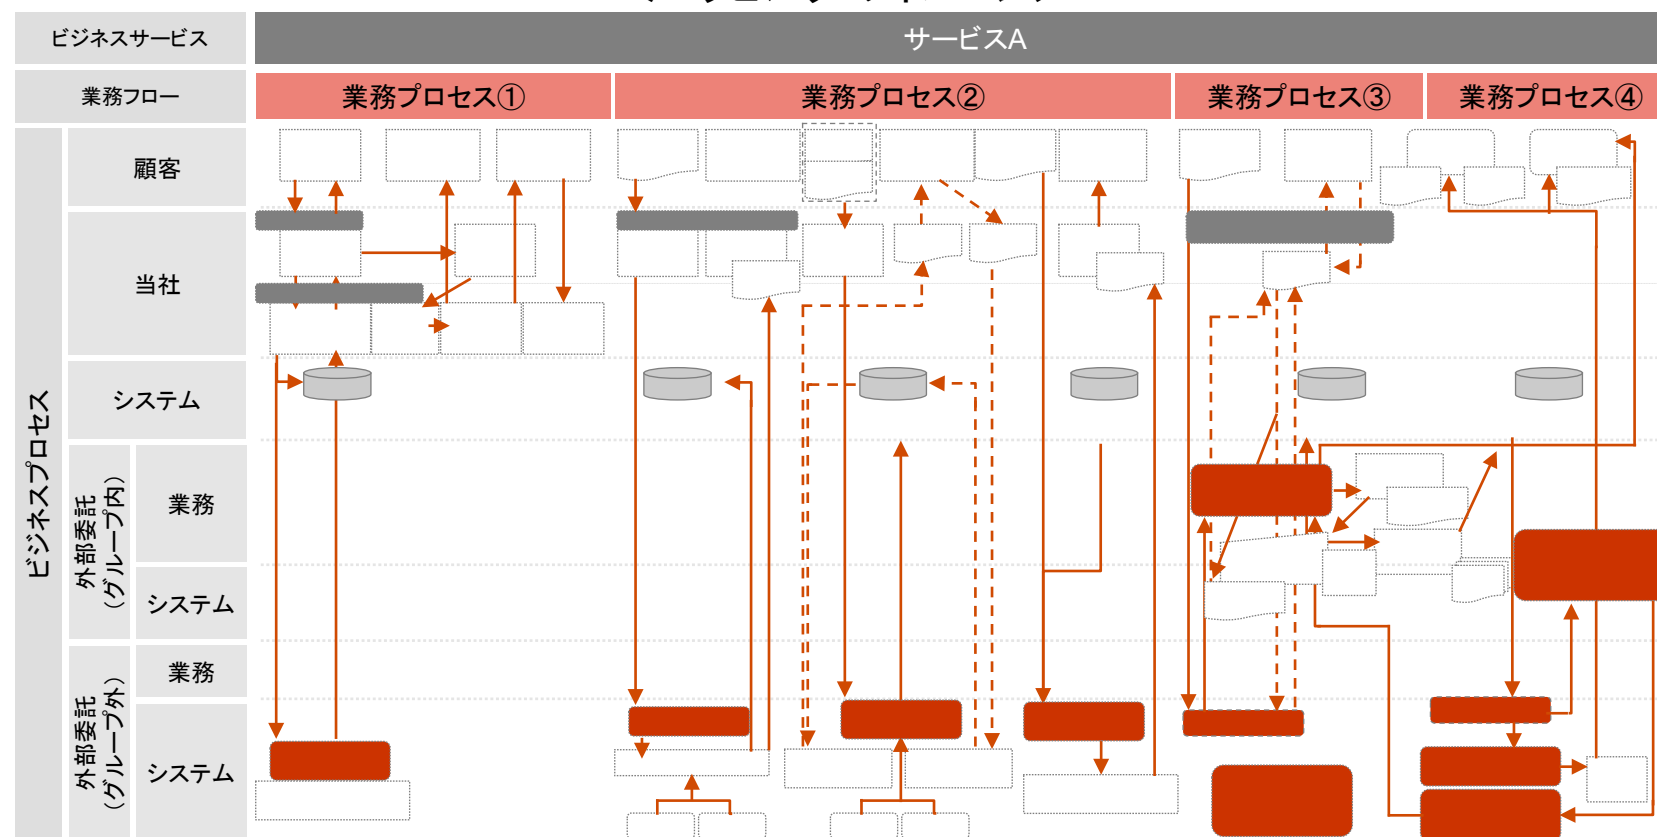 ビジネスサービス
サービスA
業務フロー
業務プロセス①
業務プロセス②
業務プロセス③
業務プロセス④
ビジネスプロセス
顧客
当社
システム
外部委託
（グループ内）
業務
システム
外部委託
（グループ外）
業務
システム